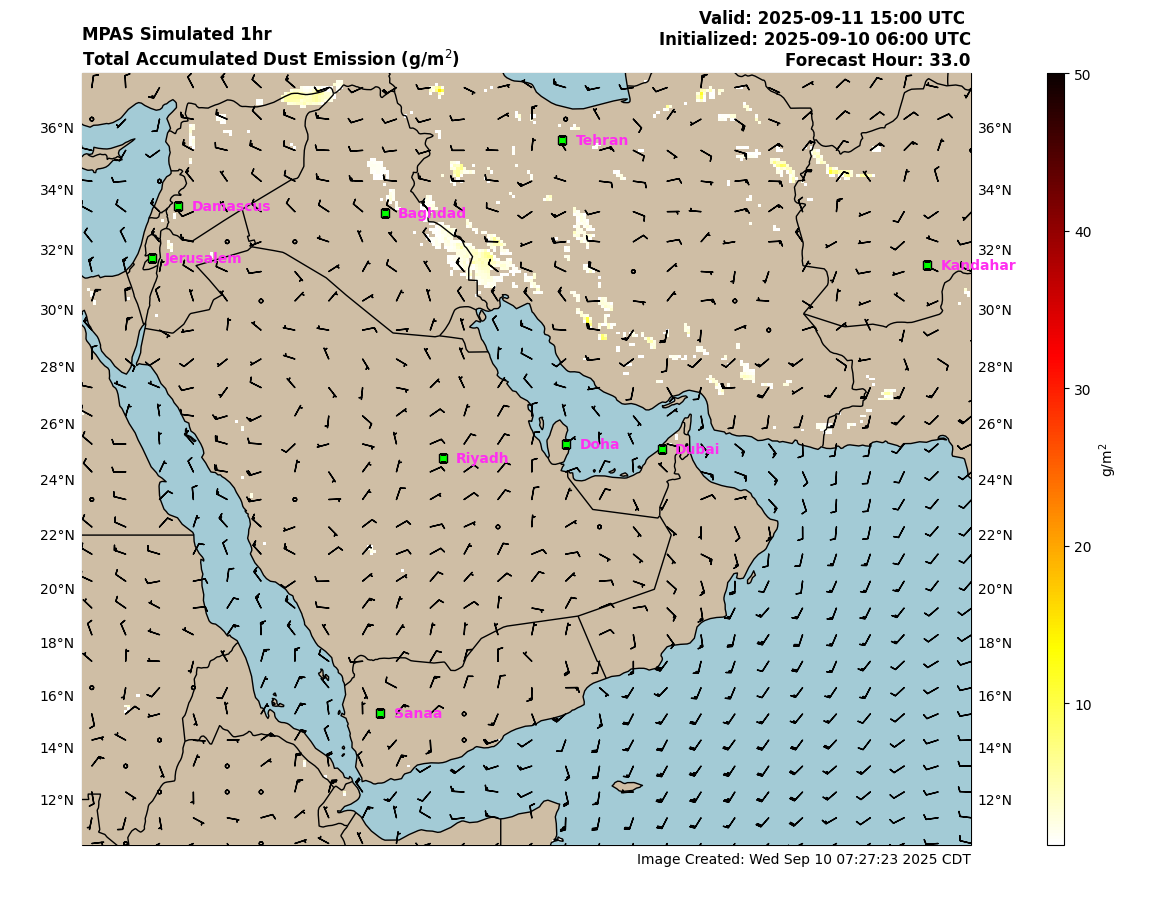 MPAS Simulated 1hr
Total Accumulated Dust Emission (g/m²)
Valid: 2025-09-11 15:00 UTC
Initialized: 2025-09-10 06:00 UTC
Forecast Hour: 33.0
36°N
34°N
32°N
30°N
28°N
26°N
24°N
22°N
20°N
18°N
16°N
14°N
12°N
Tehran
Damascus
Baghdad
Jerusalem
Kandahar
Doha
Dubai
Riyadh
Sanaa
36°N
34°N
32°N
30°N
28°N
26°N
24°N
22°N
20°N
18°N
16°N
14°N
12°N
50
40
30
20
10
g/m²
Image Created: Wed Sep 10 07:27:23 2025 CDT